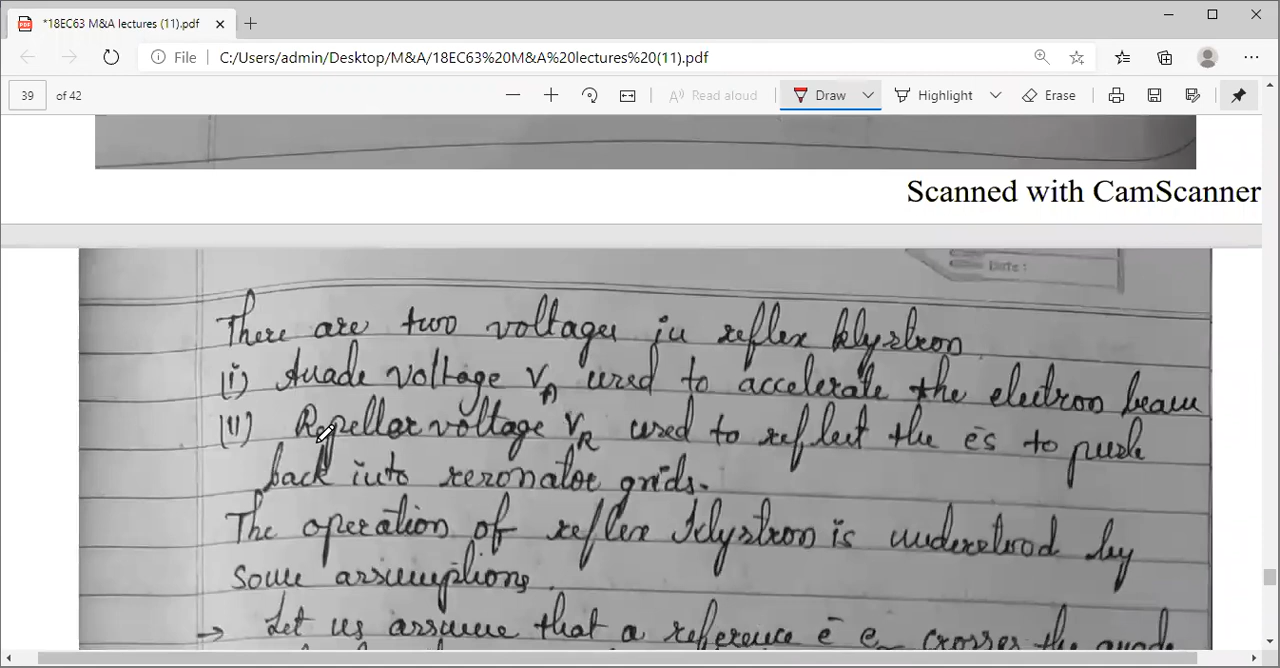 *18EC63 M&A lectures (11).pdf
File C:/Users/admin/Desktop/M&A/18EC63%20M&A%20lectures%20(11).pdf
39 of 42 Read aloud Draw Highlight Erase
Scanned with CamScanner
Date :
There are two voltages in reflex klystron
(i) Anade voltage VA used to accelerate the electron beam
(ii) Repellor voltage VR used to reflect the ēs to push
back into resonator grids.
The operation of reflex klystron is understood by
some assumptions.
→ Let us assume that a reference ē e crosses the anode